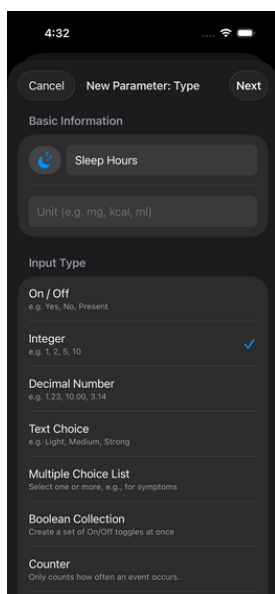 4:32
Cancel
New Parameter: Type
Next
Basic Information
Sleep Hours
Unit (e.g. mg, kcal, ml)
Input Type
On / Off
e.g. Yes, No, Present
Integer
e.g. 1, 2, 5, 10
Decimal Number
e.g. 1.23, 10.00, 3.14
Text Choice
e.g. Light, Medium, Strong
Multiple Choice List
Select one or more, e.g., for symptoms
Boolean Collection
Create a set of On/Off toggles at once
Counter
Only counts how often an event occurs.